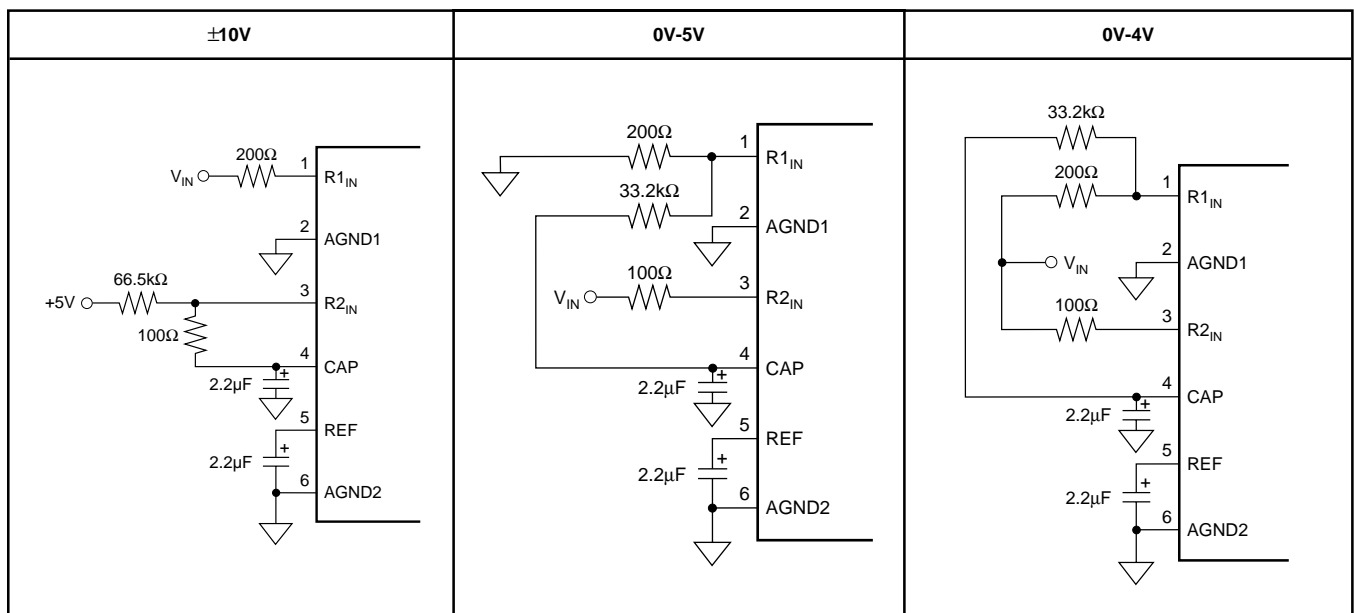 ±10V
0V-5V
0V-4V
200Ω
V_IN
1
R1_IN
2
AGND1
66.5kΩ
+5V
3
R2_IN
100Ω
4
CAP
2.2µF
5
REF
2.2µF
6
AGND2
200Ω
1
R1_IN
33.2kΩ
2
AGND1
100Ω
V_IN
3
R2_IN
4
CAP
2.2µF
5
REF
2.2µF
6
AGND2
33.2kΩ
200Ω
1
R1_IN
2
AGND1
V_IN
100Ω
3
R2_IN
4
CAP
2.2µF
5
REF
2.2µF
6
AGND2